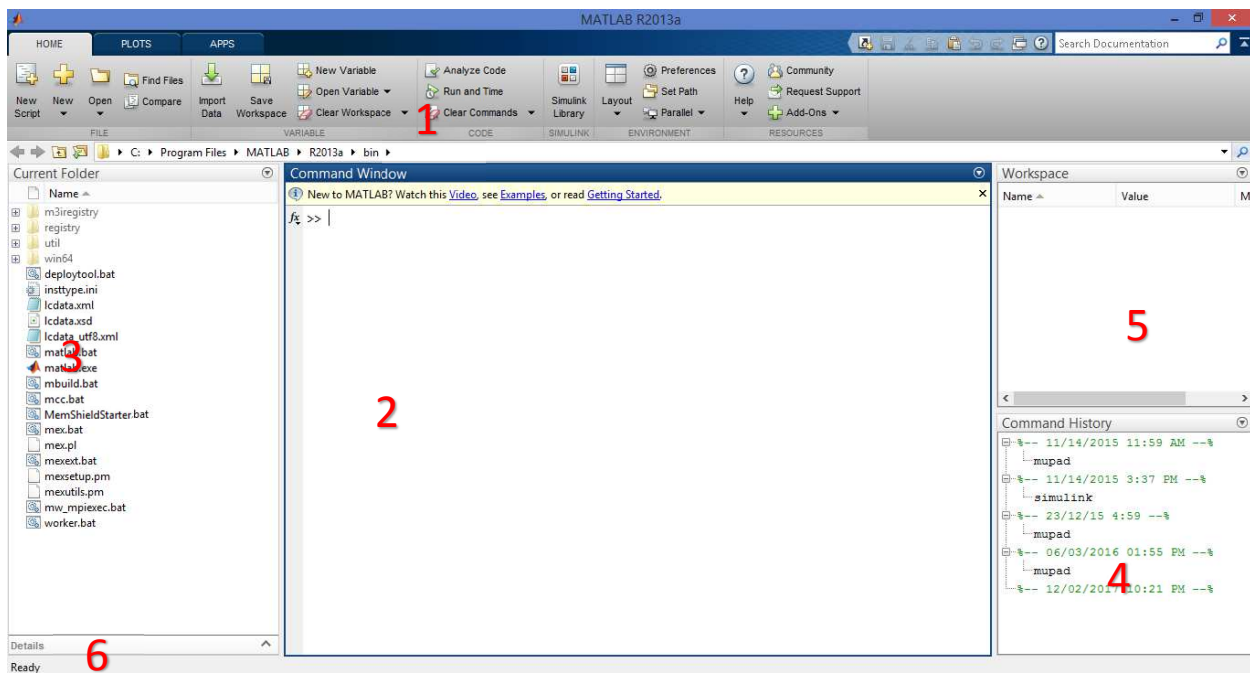 MATLAB R2013a
HOME PLOTS APPS
Search Documentation
New Script
New
Open
Find Files
Compare
FILE
Import Data
Save Workspace
New Variable
Open Variable
Clear Workspace
VARIABLE
Analyze Code
Run and Time
Clear Commands
CODE
1
Simulink Library
SIMULINK
Layout
Preferences
Set Path
Parallel
ENVIRONMENT
Help
Community
Request Support
Add-Ons
RESOURCES
C: Program Files MATLAB R2013a bin
Current Folder
Name
m3iregistry
registry
util
win64
deploytool.bat
insttype.ini
lcdata.xml
lcdata.xsd
lcdata_utf8.xml
matlab.bat
matlab.exe
mbuild.bat
mcc.bat
MemShieldStarter.bat
mex.bat
mex.pl
mexext.bat
mexsetup.pm
mexutils.pm
mw_mpiexec.bat
worker.bat
3
Details
6
Ready
Command Window
New to MATLAB? Watch this Video, see Examples, or read Getting Started.
fx >>
2
Workspace
Name Value M
5
Command History
%-- 11/14/2015 11:59 AM --%
mupad
%-- 11/14/2015 3:37 PM --%
simulink
%-- 23/12/15 4:59 --%
mupad
%-- 06/03/2016 01:55 PM --%
mupad
%-- 12/02/2017 10:21 PM --%
4